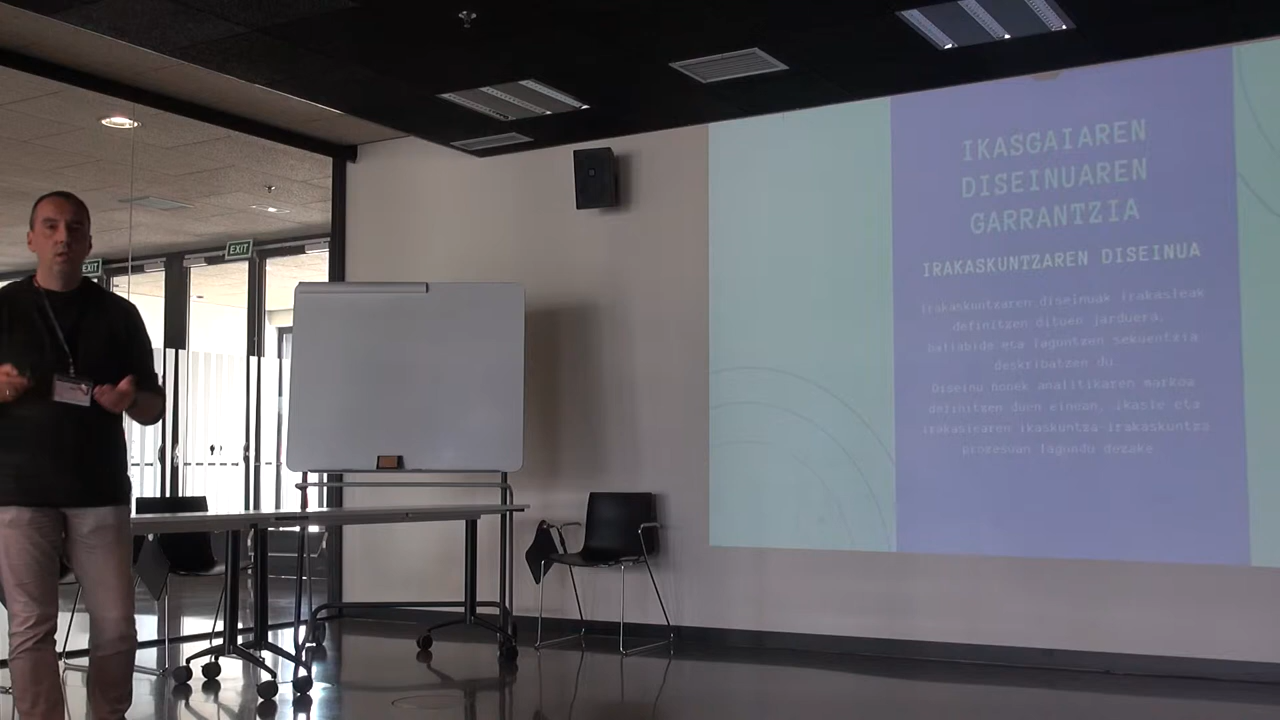 EXIT
EXIT
IKASGAIAREN
DISEINUAREN
GARRANTZIA
IRAKASKUNTZAREN DISEINUA
Irakaskuntzaren diseinuak irakasleak
definitzen dituen jarduera,
baliabide eta laguntzen sekuentzia
deskribatzen du.
Diseinu honek analitikaren markoa
definitzen duen einean, ikasle eta
irakaslearen ikaskuntza-irakaskuntza
prozesuan lagundu dezake